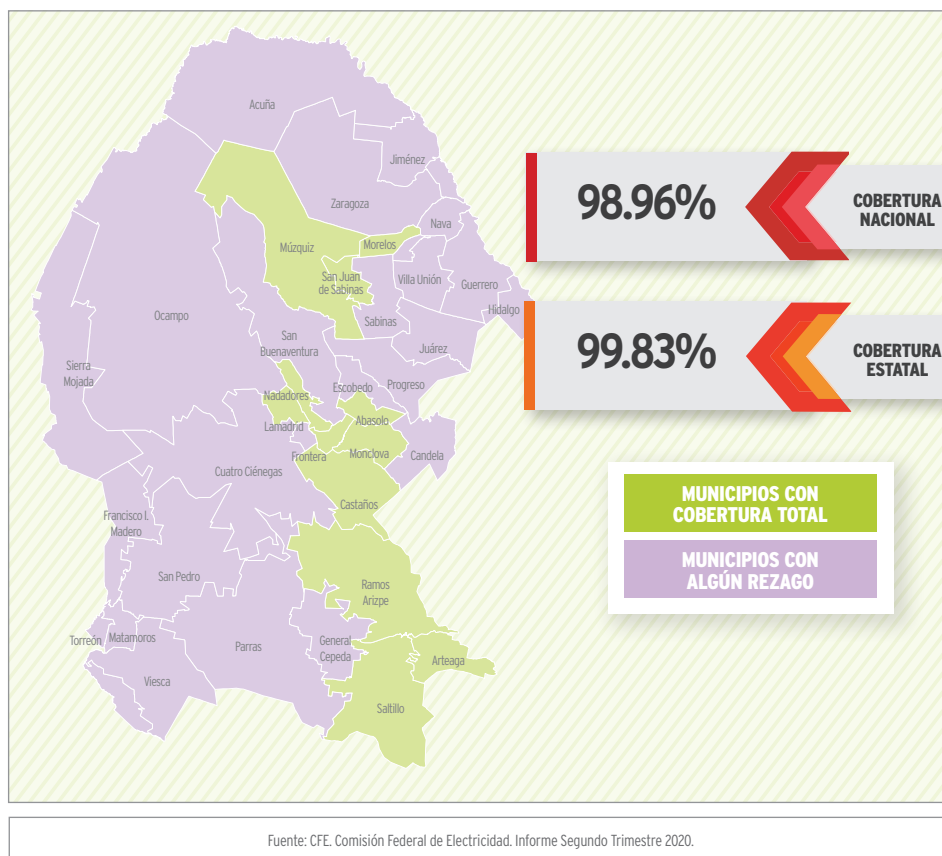 Acuña
Jiménez
98.96%
COBERTURA
NACIONAL
Zaragoza
Nava
Morelos
Múzquiz
San Juan
de Sabinas
Villa Unión
Guerrero
Hidalgo
Ocampo
Sabinas
San
Buenaventura
Juárez
99.83%
COBERTURA
ESTATAL
Sierra
Mojada
Escobedo
Progreso
Nadadores
Abasolo
Lamadrid
Frontera
Monclova
Candela
Cuatro Ciénegas
Castaños
MUNICIPIOS CON
COBERTURA TOTAL
Francisco I.
Madero
MUNICIPIOS CON
ALGÚN REZAGO
San Pedro
Ramos
Arizpe
Torreón
Matamoros
Parras
General
Cepeda
Arteaga
Viesca
Saltillo
Fuente: CFE. Comisión Federal de Electricidad. Informe Segundo Trimestre 2020.